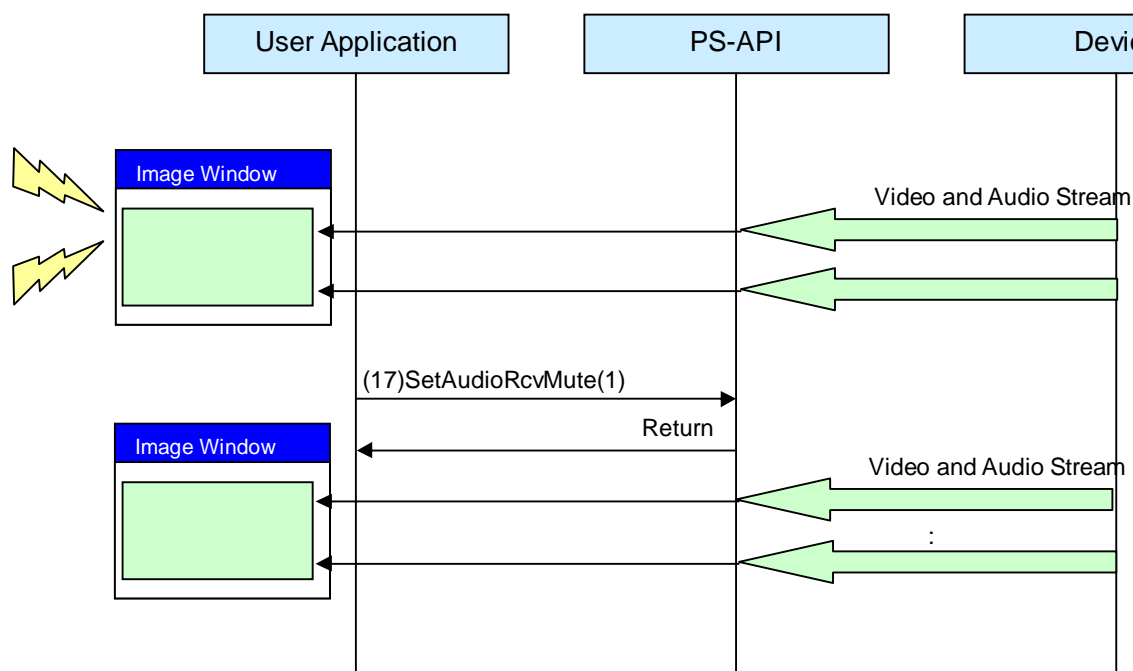 User Application
PS-API
Devi
Image Window
Video and Audio Stream
(17)SetAudioRcvMute(1)
Return
Image Window
Video and Audio Stream
: